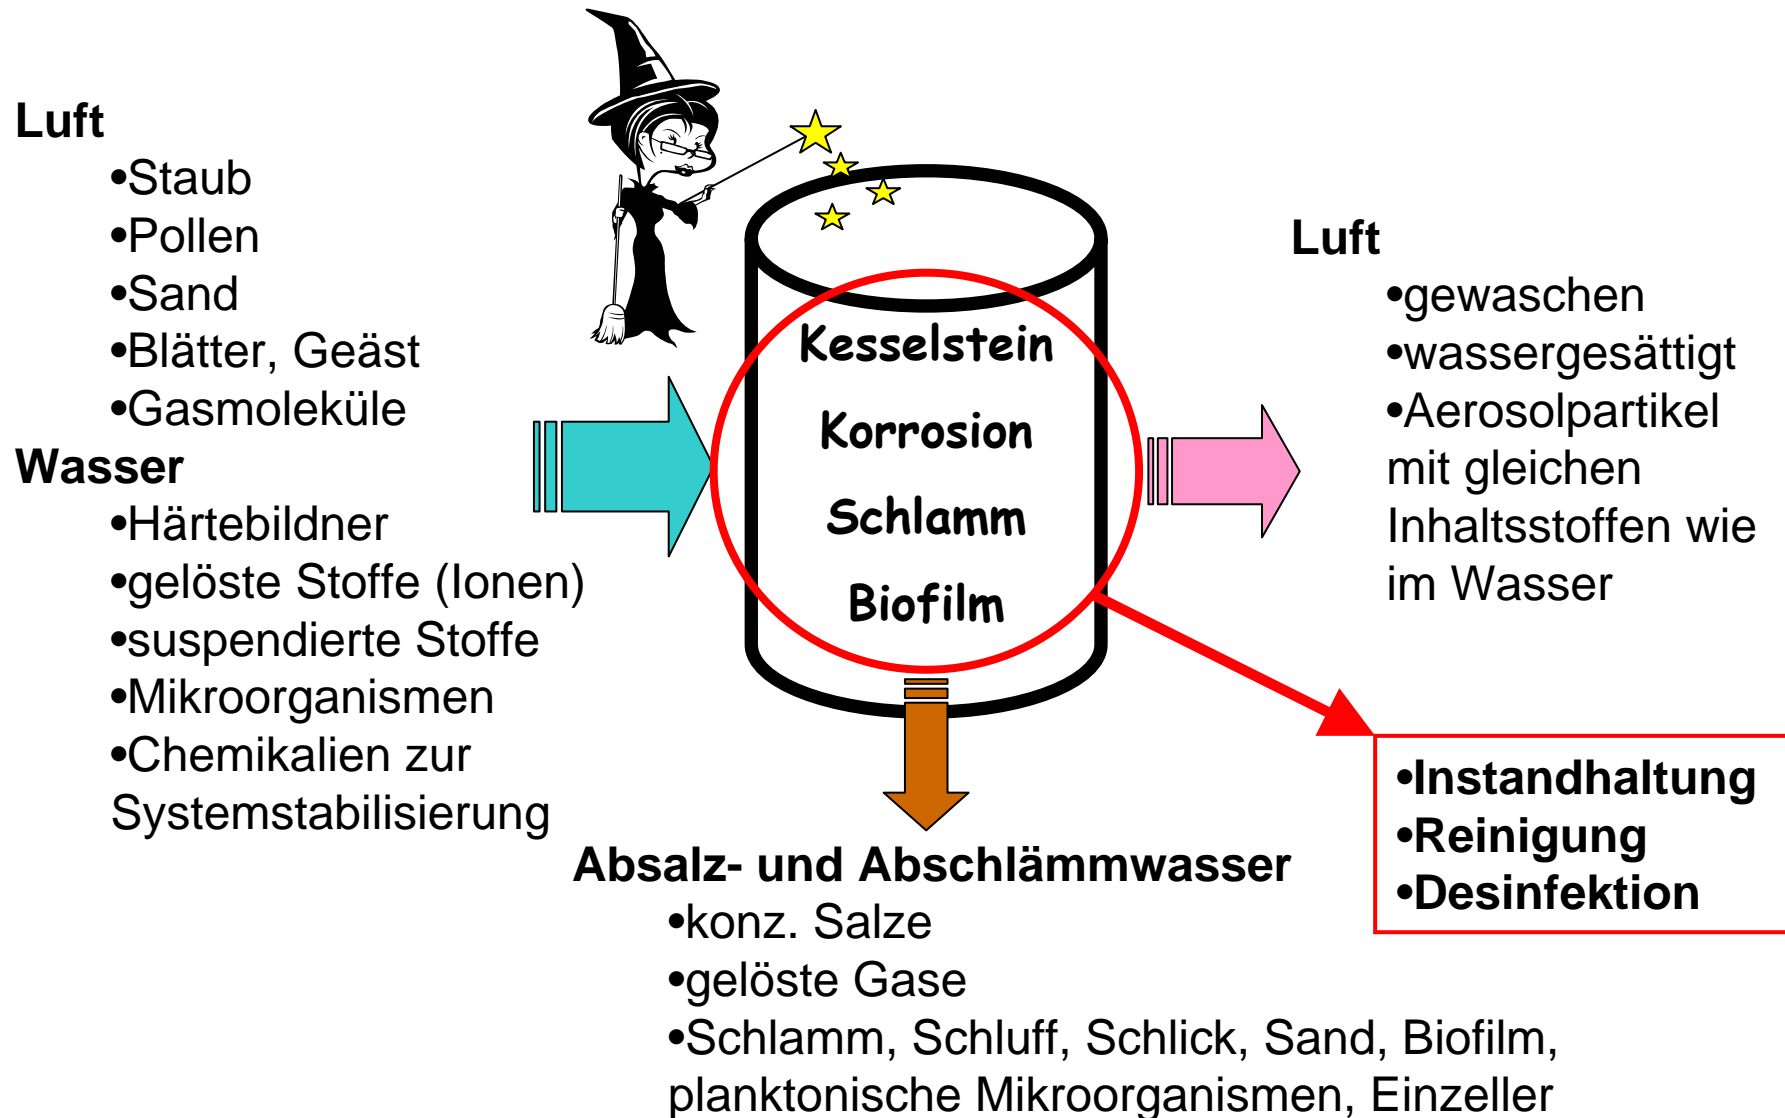 Luft
•Staub
•Pollen
•Sand
•Blätter, Geäst
•Gasmoleküle
Wasser
•Härtebildner
•gelöste Stoffe (Ionen)
•suspendierte Stoffe
•Mikroorganismen
•Chemikalien zur
Systemstabilisierung
Kesselstein
Korrosion
Schlamm
Biofilm
Luft
•gewaschen
•wassergesättigt
•Aerosolpartikel
mit gleichen
Inhaltsstoffen wie
im Wasser
•Instandhaltung
•Reinigung
•Desinfektion
Absalz- und Abschlämmwasser
•konz. Salze
•gelöste Gase
•Schlamm, Schluff, Schlick, Sand, Biofilm,
planktonische Mikroorganismen, Einzeller